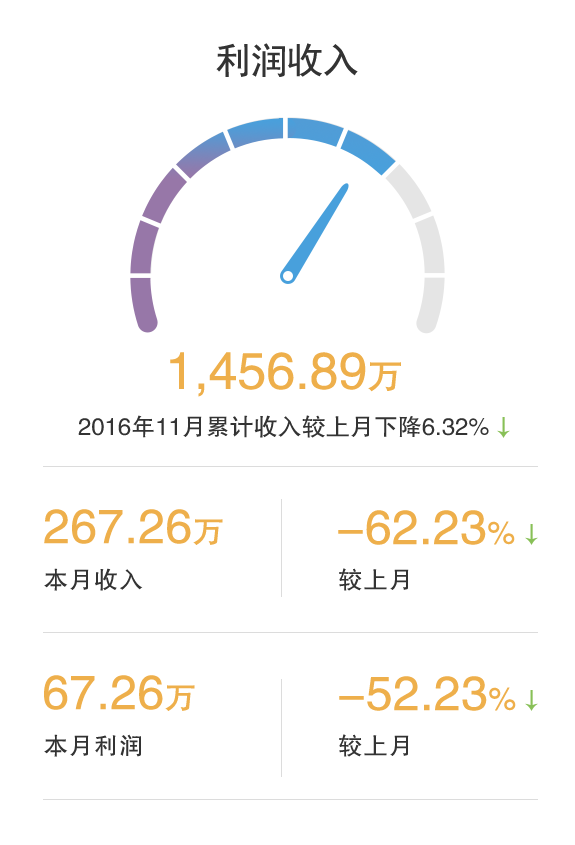 利润收入
1,456.89万
2016年11月累计收入较上月下降6.32%↓
267.26万
–62.23%↓
本月收入
较上月
67.26万
–52.23%↓
本月利润
较上月